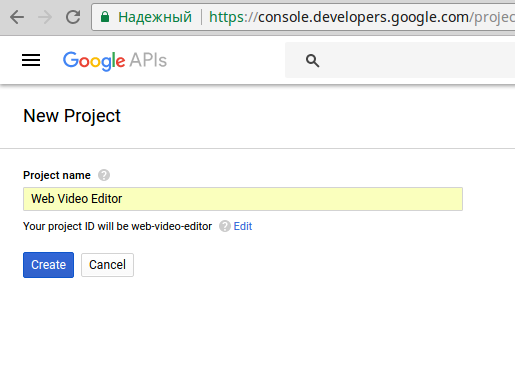 Надежный https://console.developers.google.com/projec
Google APIs
New Project
Project name ?
Web Video Editor
Your project ID will be web-video-editor ? Edit
Create Cancel